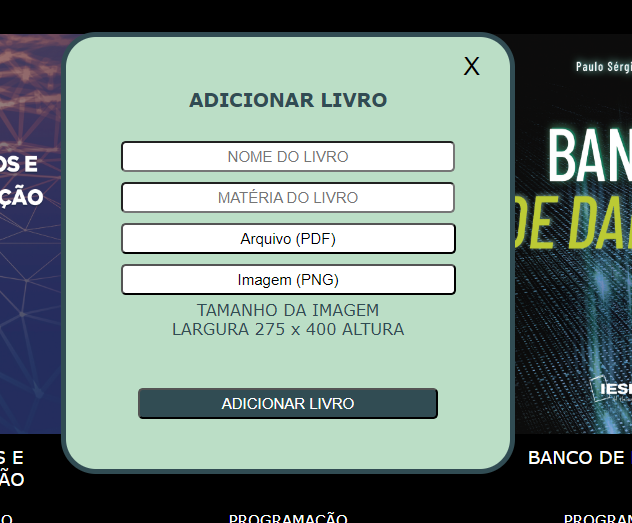 X
ADICIONAR LIVRO
NOME DO LIVRO
MATÉRIA DO LIVRO
Arquivo (PDF)
Imagem (PNG)
TAMANHO DA IMAGEM
LARGURA 275 x 400 ALTURA
ADICIONAR LIVRO
OS E
ÇÃO
S E
ÃO
O
PROGRAMAÇÃO
Paulo Sérgi
BAN
DE DA
IESI
BANCO DE
PROGRAM